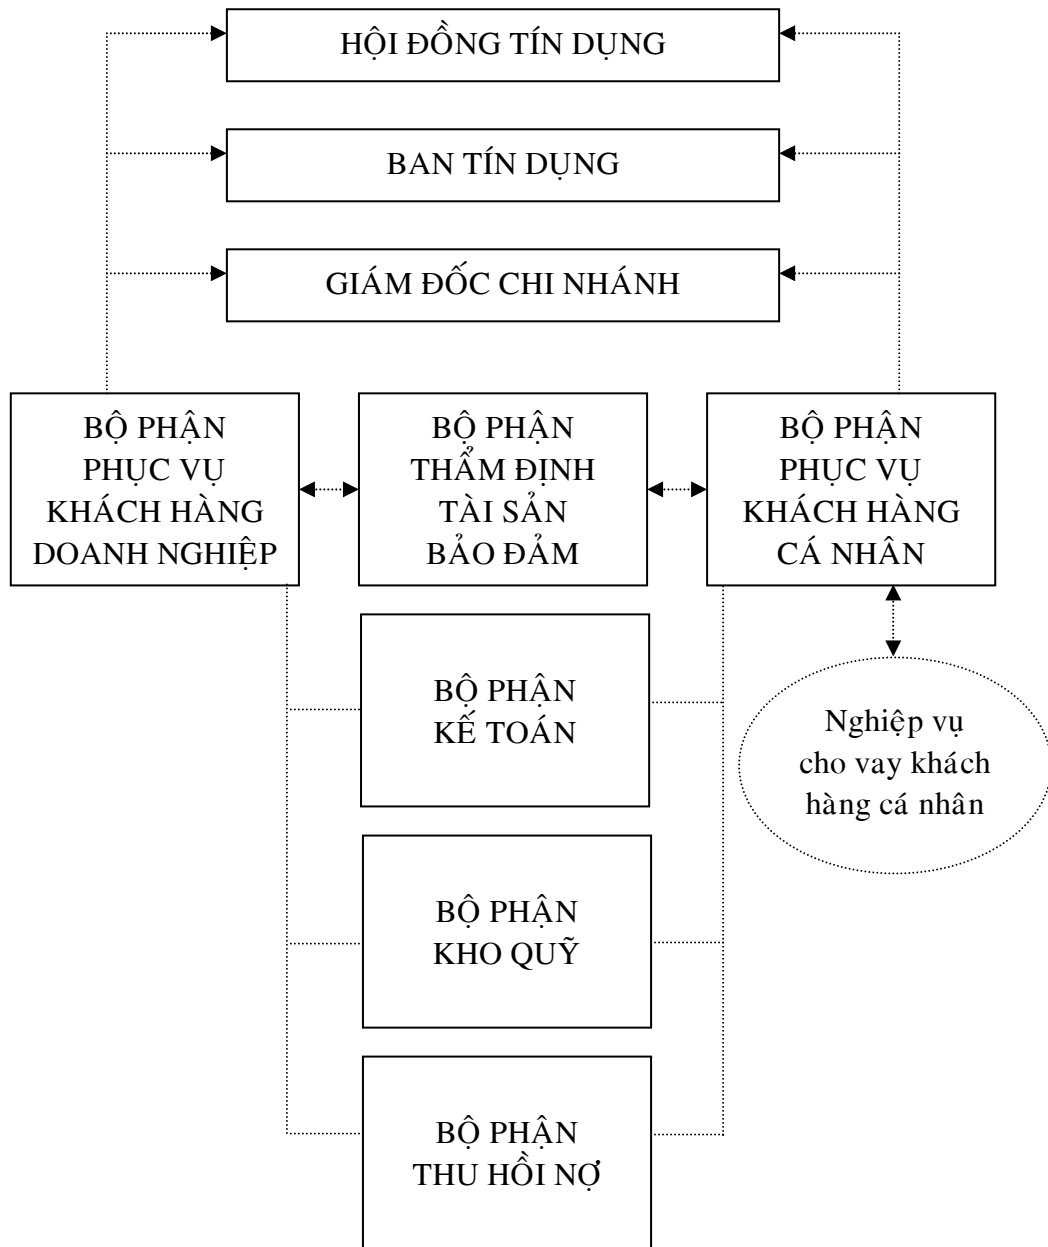 HỘI ĐỒNG TÍN DỤNG
BAN TÍN DỤNG
GIÁM ĐỐC CHI NHÁNH
BỘ PHẬN
PHỤC VỤ
KHÁCH HÀNG
DOANH NGHIỆP
BỘ PHẬN
THẨM ĐỊNH
TÀI SẢN
BẢO ĐẢM
BỘ PHẬN
PHỤC VỤ
KHÁCH HÀNG
CÁ NHÂN
BỘ PHẬN
KẾ TOÁN
Nghiệp vụ
cho vay khách
hàng cá nhân
BỘ PHẬN
KHO QUỸ
BỘ PHẬN
THU HỒI NỢ